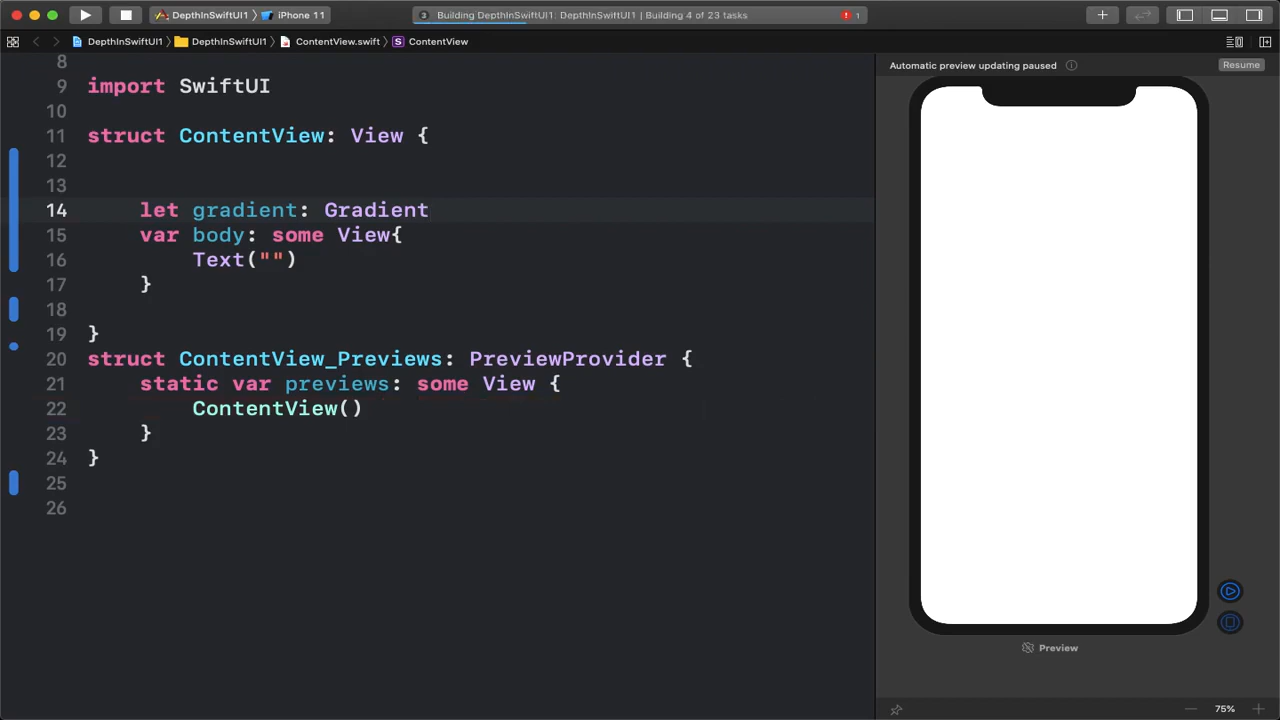 DepthInSwiftUI1 〉 iPhone 11
3 Building DepthInSwiftUI1: DepthInSwiftUI1 | Building 4 of 23 tasks 1
DepthInSwiftUI1 〉 DepthInSwiftUI1 〉 ContentView.swift 〉 S ContentView
Automatic preview updating paused
Resume
8
9 import SwiftUI
10
11 struct ContentView: View {
12
13
14 let gradient: Gradient
15 var body: some View{
16 Text("")
17 }
18
19 }
20 struct ContentView_Previews: PreviewProvider {
21 static var previews: some View {
22 ContentView()
23 }
24 }
25
26
Preview
75%